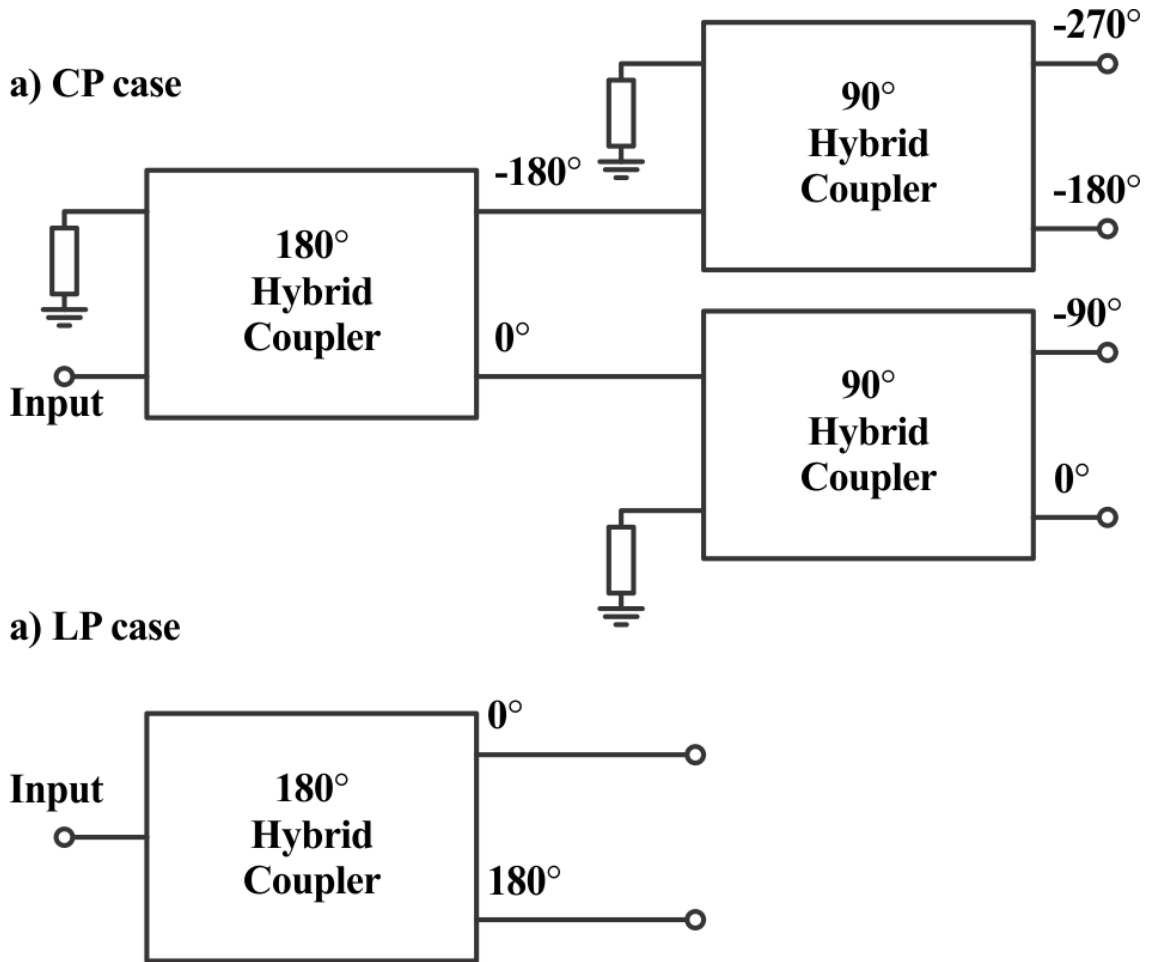 a) CP case
-270°
90°
Hybrid
Coupler
-180°
-180°
180°
Hybrid
Coupler
0°
Input
-90°
90°
Hybrid
Coupler
0°
a) LP case
Input
180°
Hybrid
Coupler
0°
180°